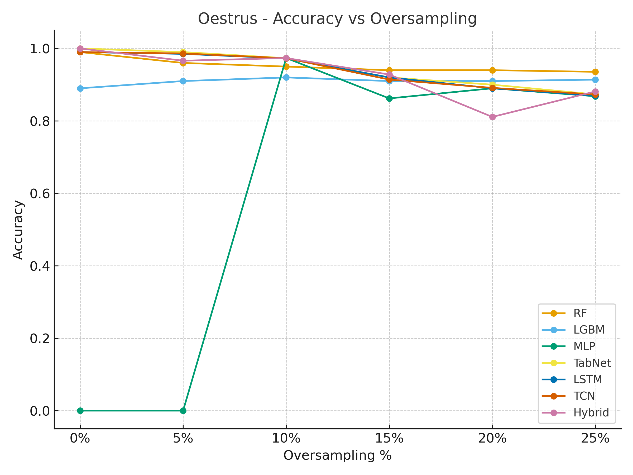 Oestrus - Accuracy vs Oversampling
Accuracy
1.0
0.8
0.6
0.4
0.2
0.0
0%
5%
10%
15%
20%
25%
Oversampling %
RF
LGBM
MLP
TabNet
LSTM
TCN
Hybrid